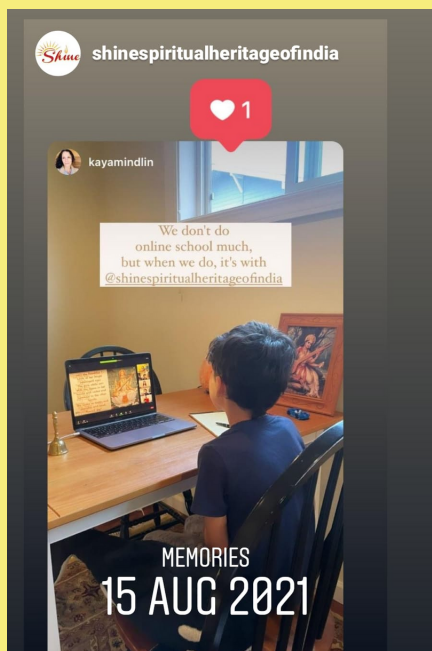 Shine
shinespiritualheritageofindia
1
kayamindlin
We don't do
online school much,
but when we do, it's with
@shinespiritualheritageofindia
MEMORIES
15 AUG 2021